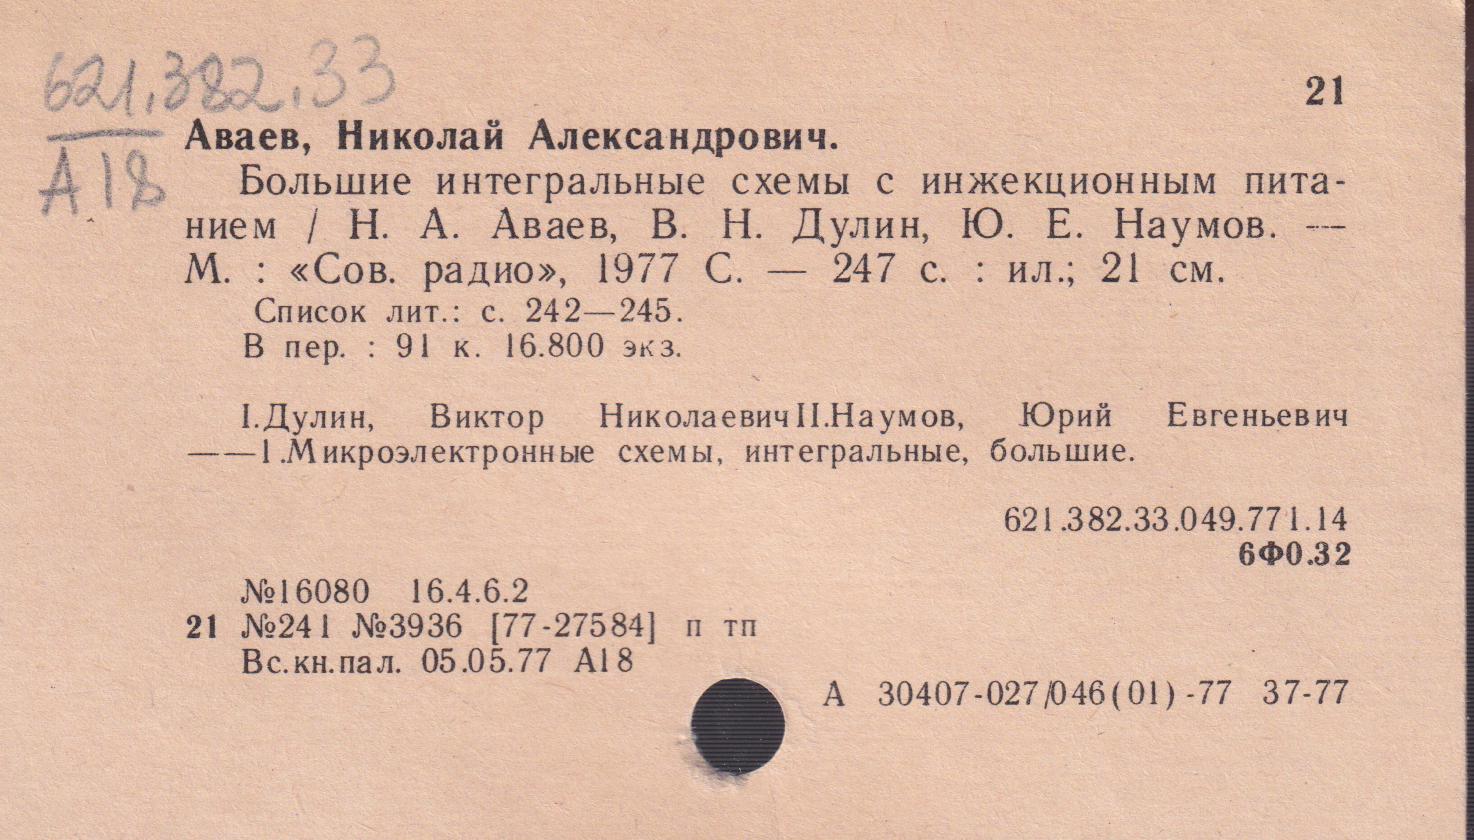 621.382.33
А18
21
Аваев, Николай Александрович.
Большие интегральные схемы с инжекционным пита-
нием / Н. А. Аваев, В. Н. Дулин, Ю. Е. Наумов. —
М. : «Сов. радио», 1977 С. — 247 с. : ил.; 21 см.
Список лит.: с. 242—245.
В пер. : 91 к. 16.800 экз.
I.Дулин, Виктор Николаевич II.Наумов, Юрий Евгеньевич
——1.Микроэлектронные схемы, интегральные, большие.
621.382.33.049.771.14
6Ф0.32
№16080 16.4.6.2
21 №241 №3936 [77-27584] п тп
Вс.кн.пал. 05.05.77 А18
А 30407-027/046(01)-77 37-77